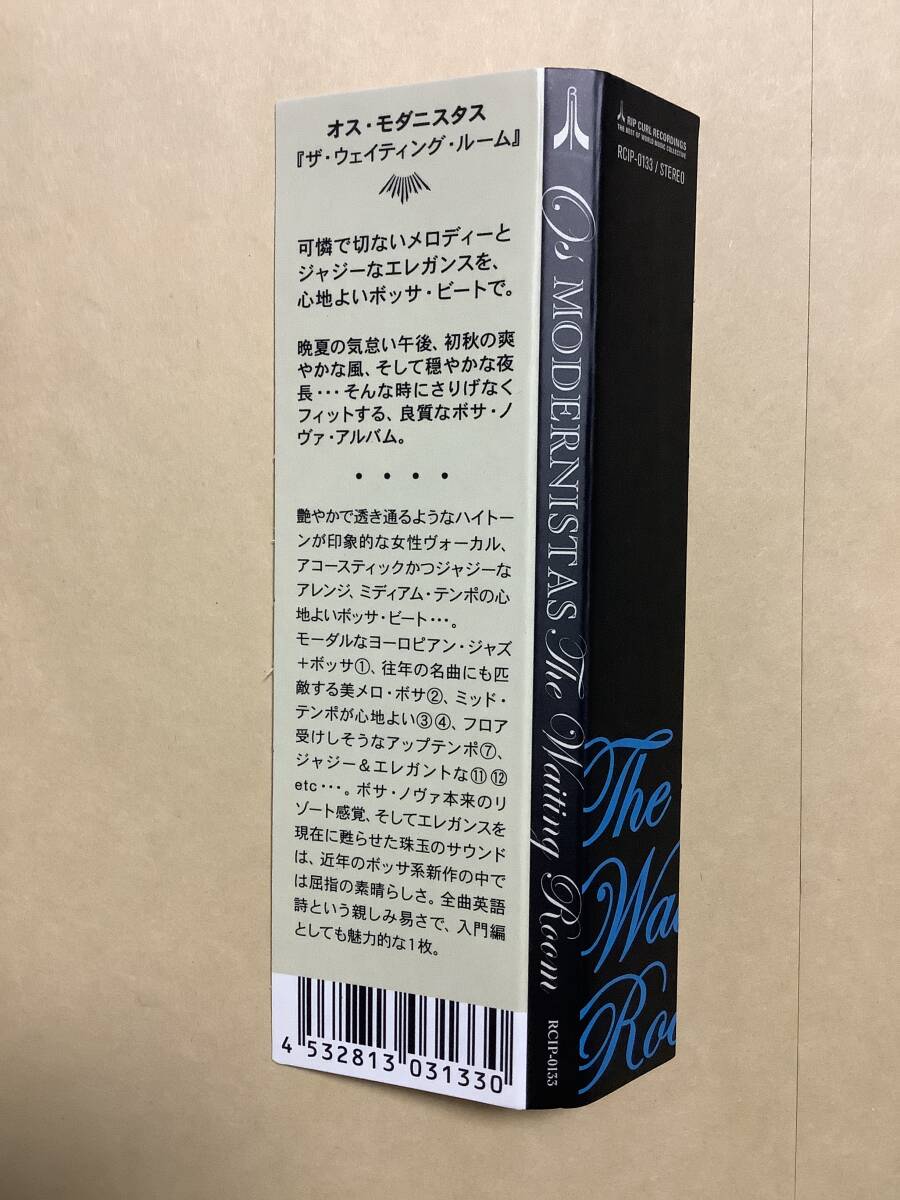 オス・モダニスタス
『ザ・ウェイティング・ルーム』
可憐で切ないメロディーと
ジャジーなエレガンスを、
心地よいボッサ・ビートで。
晩夏の気怠い午後、初秋の爽
やかな風、そして穏やかな夜
長･･･そんな時にさりげなく
フィットする、良質なボサ・ノ
ヴァ・アルバム。
・・・・
艶やかで透き通るようなハイトー
ンが印象的な女性ヴォーカル、
アコースティックかつジャジーな
アレンジ、ミディアム・テンポの心
地よいボッサ・ビート･･･。
モーダルなヨーロピアン・ジャズ
+ボッサ①、往年の名曲にも匹
敵する美メロ・ボサ②、ミッド・
テンポが心地よい③④、フロア
受けしそうなアップテンポ⑦、
ジャジー＆エレガントな⑪⑫
etc･･･。ボサ・ノヴァ本来のリ
ゾート感覚、そしてエレガンスを
現在に甦らせた珠玉のサウンド
は、近年のボッサ系新作の中で
は屈指の素晴らしさ。全曲英語
詩という親しみ易さで、入門編
としても魅力的な1枚。
4 532813 031330
Os' MODERNISTAS The Waiting Room
RCIP-0133
RIP CURL RECORDINGS
THE BEST OF WORLD MUSIC COLLECTIVE
RCIP-0133 / STEREO
The
Wai
Roo